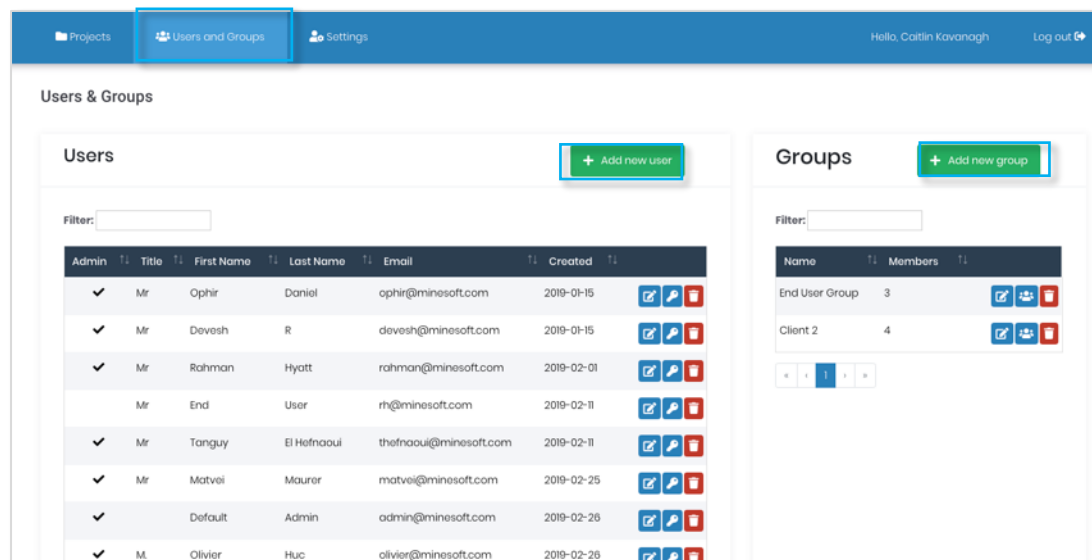 Projects Users and Groups Settings Hello, Caitlin Kavanagh Log out
Users & Groups
Users + Add new user
Filter:
Admin Title First Name Last Name Email Created
Mr Ophir Daniel ophir@minesoft.com 2019-01-15
Mr Devesh R devesh@minesoft.com 2019-01-15
Mr Rahman Hyatt rahman@minesoft.com 2019-02-01
Mr End User rh@minesoft.com 2019-02-11
Mr Tanguy El Hefnaoui thefnaoui@minesoft.com 2019-02-11
Mr Matvei Maurer matvei@minesoft.com 2019-02-25
Default Admin admin@minesoft.com 2019-02-26
M. Olivier Huc olivier@minesoft.com 2019-02-26
Groups + Add new group
Filter:
Name Members
End User Group 3
Client 2 4
« ‹ 1 › »